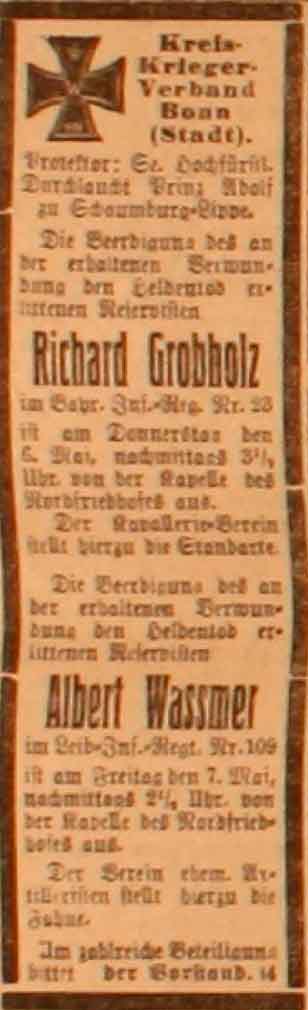 Kreis-
Krieger-
Verband
Bonn
(Stadt).
Protektor: Se. Hochfürstl.
Durchlaucht Prinz Adolf
zu Schaumburg-Lippe.
Die Beerdigung des an
der erhaltenen Verwun-
dung den Heldentod er-
littenen Reservisten
Richard Grobholz
im Bayr. Inf.-Reg. Nr. 23
ist am Donnerstag den
6. Mai, nachmittags 3¼
Uhr, von der Kapelle des
Nordfriedhofes aus.
Der Kavallerie-Verein
stellt hierzu die Standarte.
Die Beerdigung des an
der erhaltenen Verwun-
dung den Heldentod er-
littenen Reservisten
Albert Wassmer
im Leib-Inf.-Regt. Nr. 109
ist am Freitag den 7. Mai,
nachmittags 2¼ Uhr, von
der Kapelle des Nordfried-
hofes aus.
Der Verein ehem. Ar-
tilleristen stellt hierzu die
Fahne.
Um zahlreiche Beteiligung
bittet der Vorstand. 14